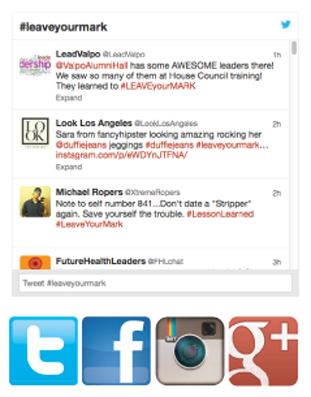 #leaveyourmark
LeadValpo @LeadValpo 1h
@ValpoAlumniHall has some AWESOME leaders there!
We saw so many of them at House Council training!
They learned to #LEAVEyourMARK
Expand
Look Los Angeles @LookLosAngeles 2h
Sara from fancyhipster looking amazing rocking her
@duffiejeans jeggings #duffiejeans #leaveyourmark…
instagram.com/p/eWDYnJTFNA/
Expand
Michael Ropers @XtremeRopers 2h
Note to self number 841...Don't date a "Stripper"
again. Save yourself the trouble. #LessonLearned
#LeaveYourMark
FutureHealthLeaders @FHLchat 3h
Tweet #leaveyourmark